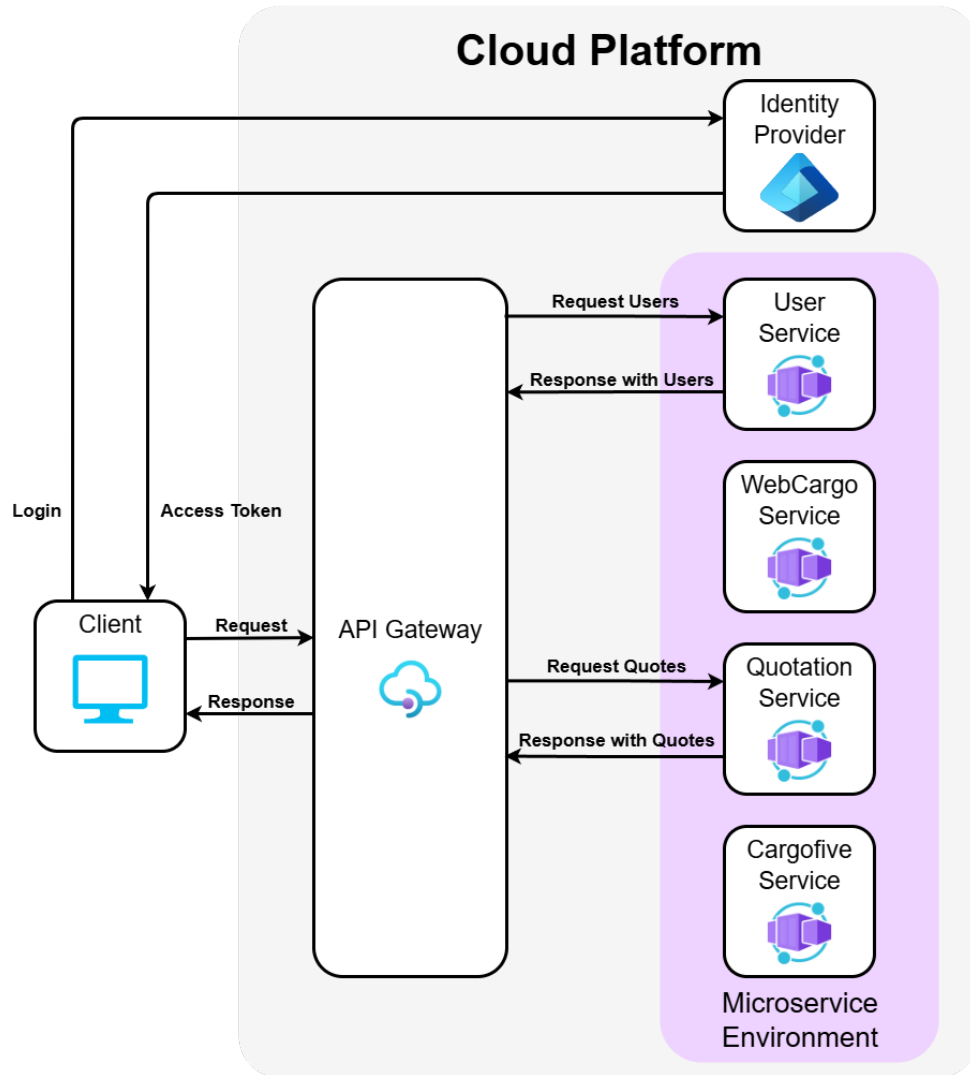 Cloud Platform
Identity
Provider
Request Users
User
Service
Response with Users
WebCargo
Service
Login
Access Token
Client
Request
API Gateway
Response
Request Quotes
Quotation
Service
Response with Quotes
Cargofive
Service
Microservice
Environment